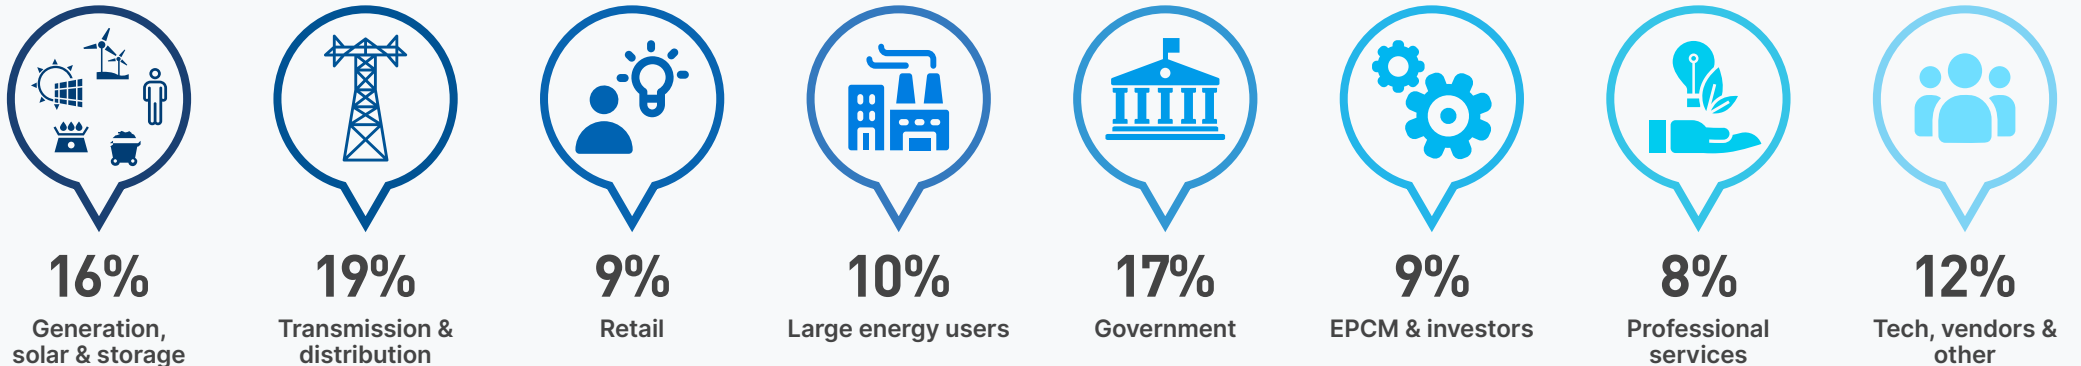 16%
Generation,
solar & storage
19%
Transmission &
distribution
9%
Retail
10%
Large energy users
17%
Government
9%
EPCM & investors
8%
Professional
services
12%
Tech, vendors &
other